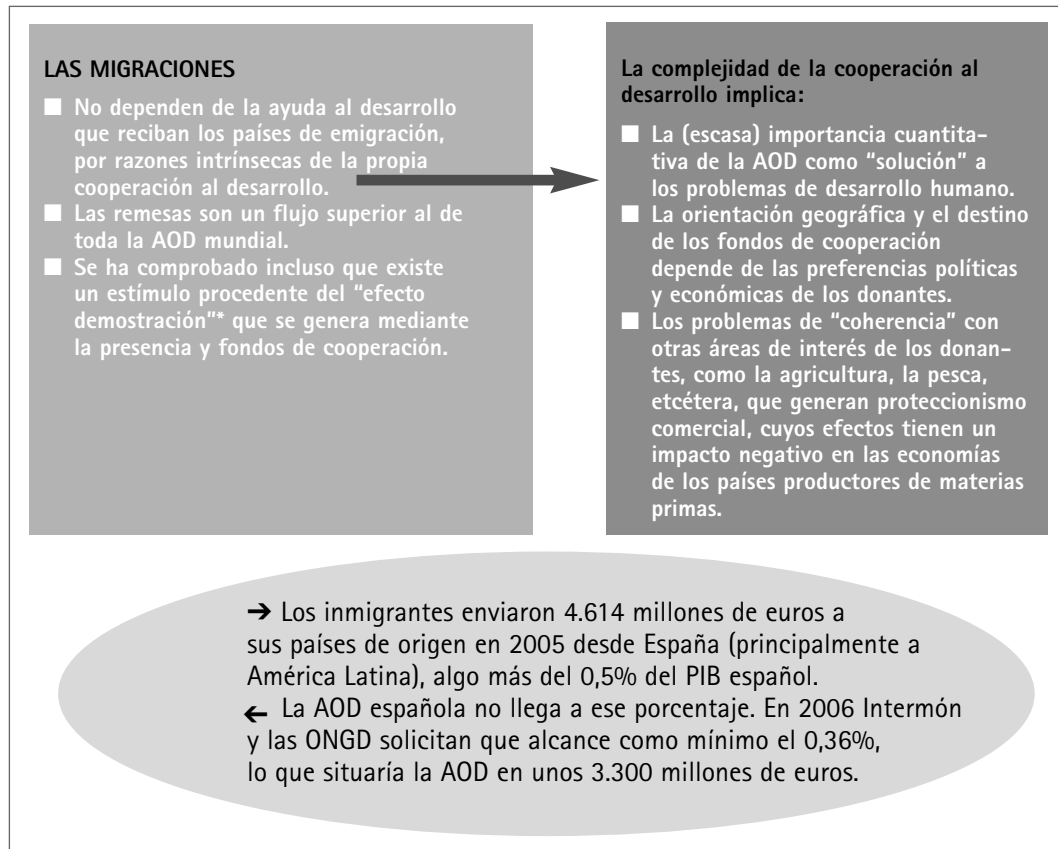 LAS MIGRACIONES
■ No dependen de la ayuda al desarrollo
que reciban los países de emigración,
por razones intrínsecas de la propia
cooperación al desarrollo.
■ Las remesas son un flujo superior al de
toda la AOD mundial.
■ Se ha comprobado incluso que existe
un estímulo procedente del "efecto
demostración"* que se genera mediante
la presencia y fondos de cooperación.
La complejidad de la cooperación al
desarrollo implica:
■ La (escasa) importancia cuantita-
tiva de la AOD como "solución" a
los problemas de desarrollo humano.
■ La orientación geográfica y el destino
de los fondos de cooperación
depende de las preferencias políticas
y económicas de los donantes.
■ Los problemas de "coherencia" con
otras áreas de interés de los donan-
tes, como la agricultura, la pesca,
etcétera, que generan proteccionismo
comercial, cuyos efectos tienen un
impacto negativo en las economías
de los países productores de materias
primas.
→ Los inmigrantes enviaron 4.614 millones de euros a
sus países de origen en 2005 desde España (principalmente a
América Latina), algo más del 0,5% del PIB español.
← La AOD española no llega a ese porcentaje. En 2006 Intermón
y las ONGD solicitan que alcance como mínimo el 0,36%,
lo que situaría la AOD en unos 3.300 millones de euros.